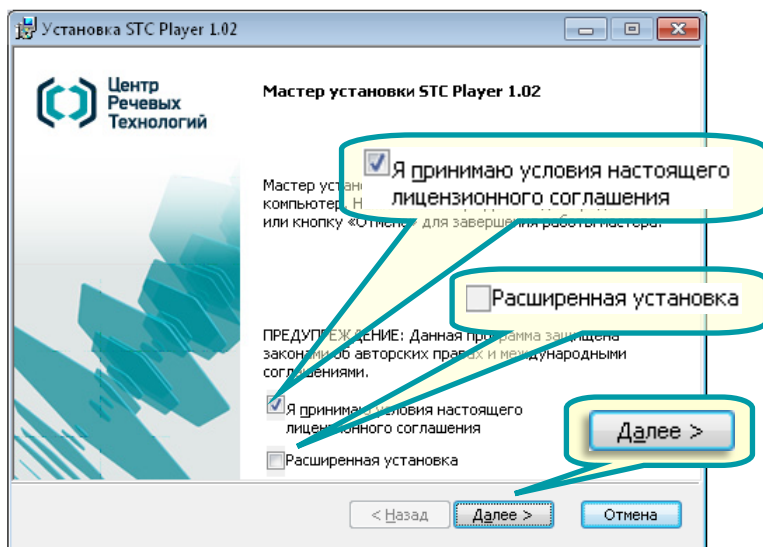 Установка STC Player 1.02
Центр
Речевых
Технологий
Мастер установки STC Player 1.02
Я принимаю условия настоящего
лицензионного соглашения
Мастер
компьютер.
или кнопку «Отмена» для завершения работы мастера.
Расширенная установка
ПРЕДУПРЕЖДЕНИЕ: Данная программа защищена
законами об авторских правах и международными
соглашениями.
Я принимаю условия настоящего
лицензионного соглашения
Расширенная установка
Далее >
< Назад
Далее >
Отмена